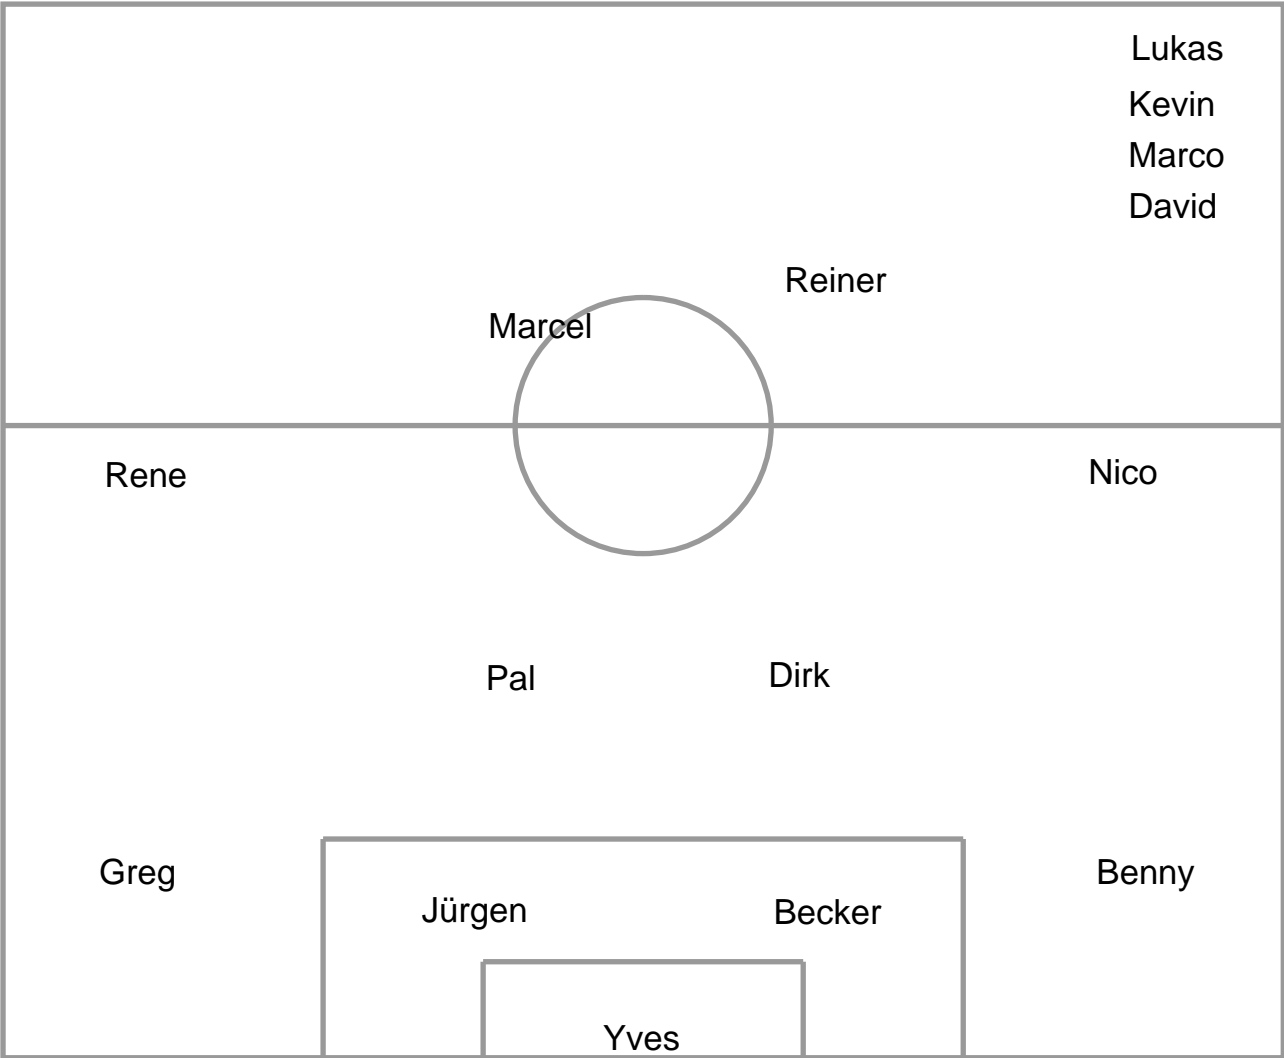 Lukas
Kevin
Marco
David
Reiner
Marcel
Rene
Nico
Pal
Dirk
Greg
Benny
Jürgen
Becker
Yves